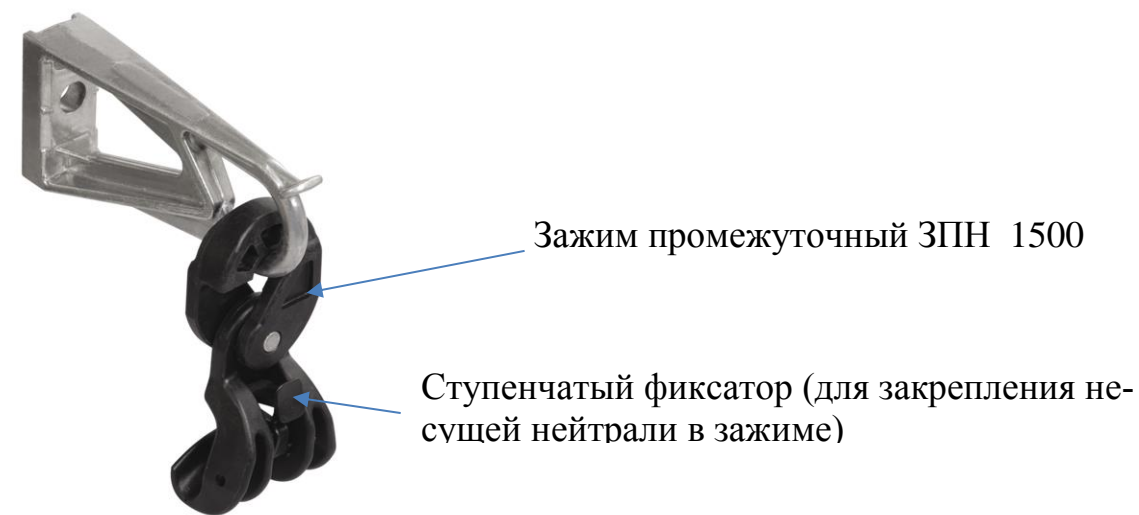 Зажим промежуточный ЗПН 1500
Ступенчатый фиксатор (для закрепления не-
сущей нейтрали в зажиме)